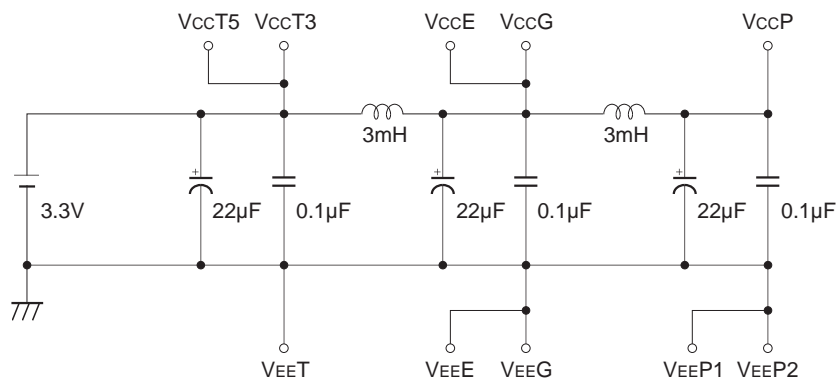 VCCT5 VCCT3 VCCE VCCG VCCP
3mH 3mH
3.3V 22µF 0.1µF 22µF 0.1µF 22µF 0.1µF
+ + +
VEET VEEE VEEG VEEP1 VEEP2